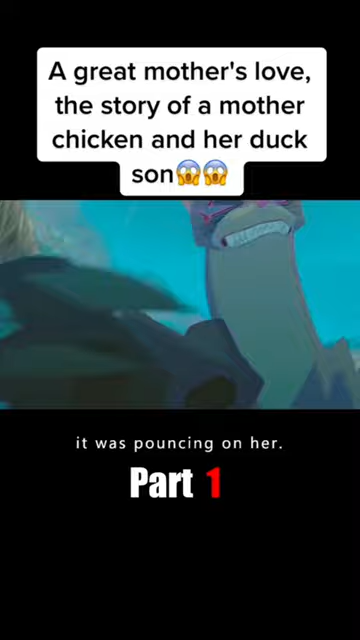 A great mother's love,
the story of a mother
chicken and her duck
son😱😱
it was pouncing on her.
Part 1